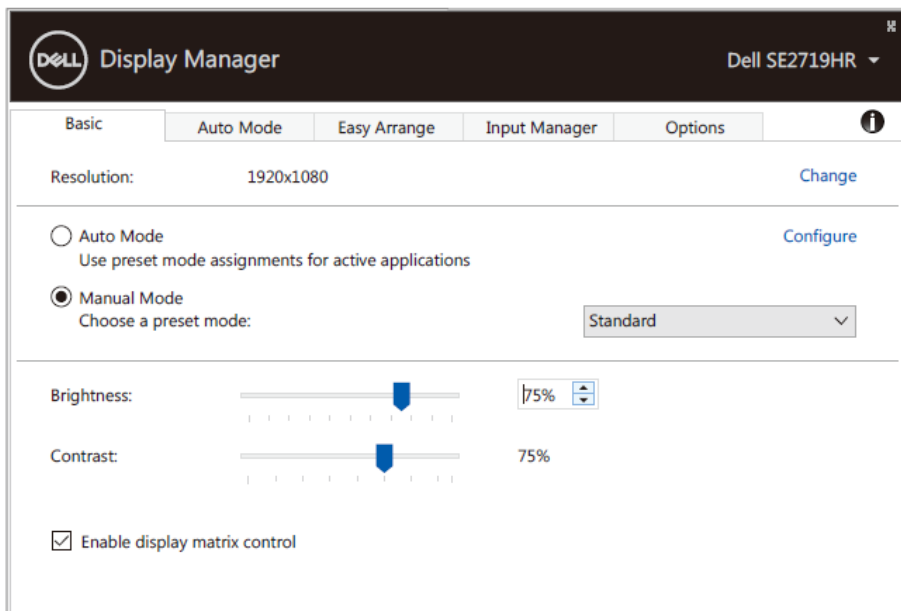 DELL Display Manager
Dell SE2719HR
Basic Auto Mode Easy Arrange Input Manager Options
Resolution: 1920x1080 Change
Auto Mode Configure
Use preset mode assignments for active applications
Manual Mode
Choose a preset mode: Standard
Brightness: 75%
Contrast: 75%
Enable display matrix control